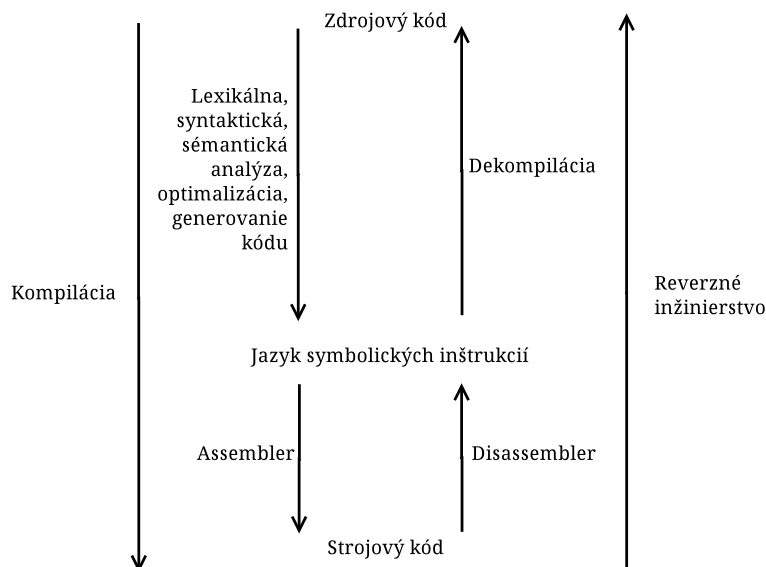 Zdrojový kód
Lexikálna,
syntaktická,
sémantická
analýza,
optimalizácia,
generovanie
kódu
Dekompilácia
Kompilácia
Reverzné
inžinierstvo
Jazyk symbolických inštrukcií
Assembler
Disassembler
Strojový kód